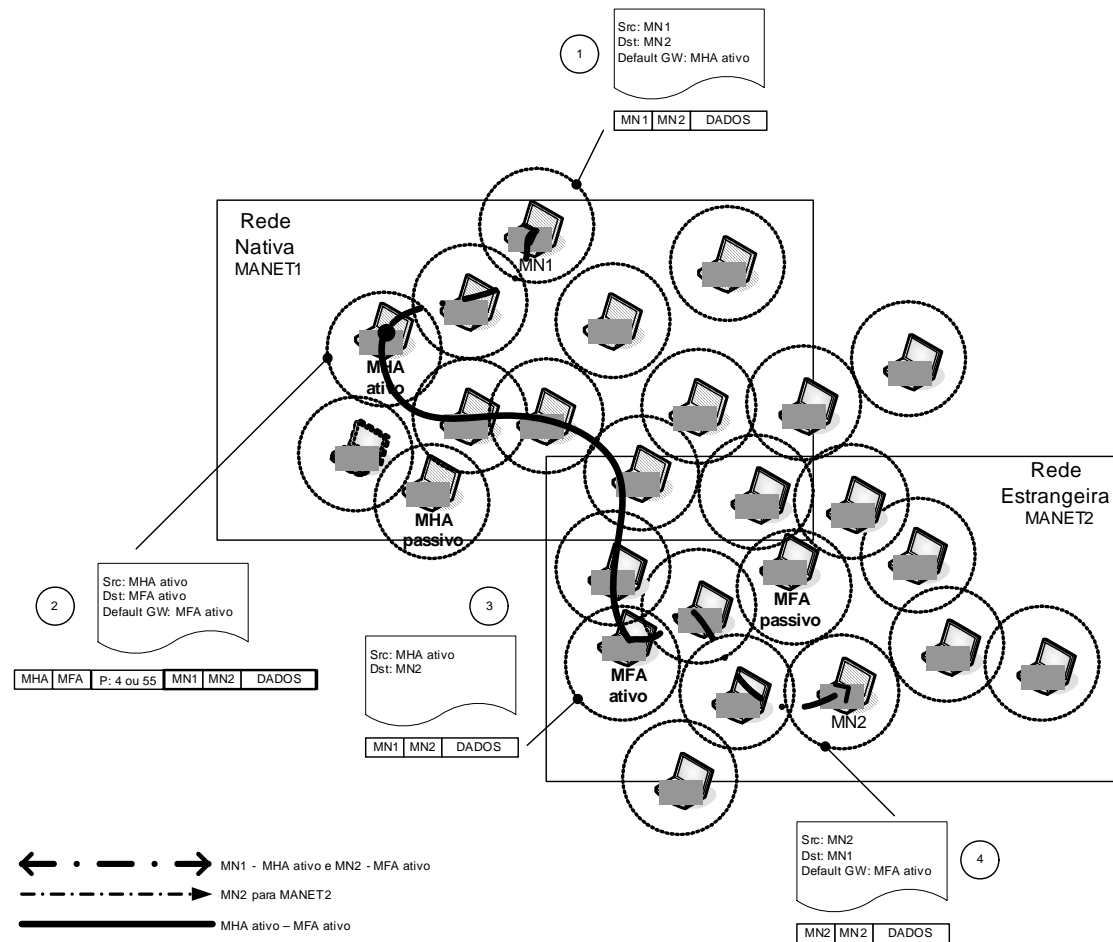 1
Src: MN1
Dst: MN2
Default GW: MHA ativo
MN1 MN2 DADOS
Rede
Nativa
MANET1
MN1
MHA
ativo
MHA
passivo
Rede
Estrangeira
MANET2
2
Src: MHA ativo
Dst: MFA ativo
Default GW: MFA ativo
MHA MFA P: 4 ou 55 MN1 MN2 DADOS
3
Src: MHA ativo
Dst: MN2
MN1 MN2 DADOS
MFA
passivo
MFA
ativo
MN2
4
Src: MN2
Dst: MN1
Default GW: MFA ativo
MN2 MN2 DADOS
MN1 - MHA ativo e MN2 - MFA ativo
MN2 para MANET2
MHA ativo – MFA ativo